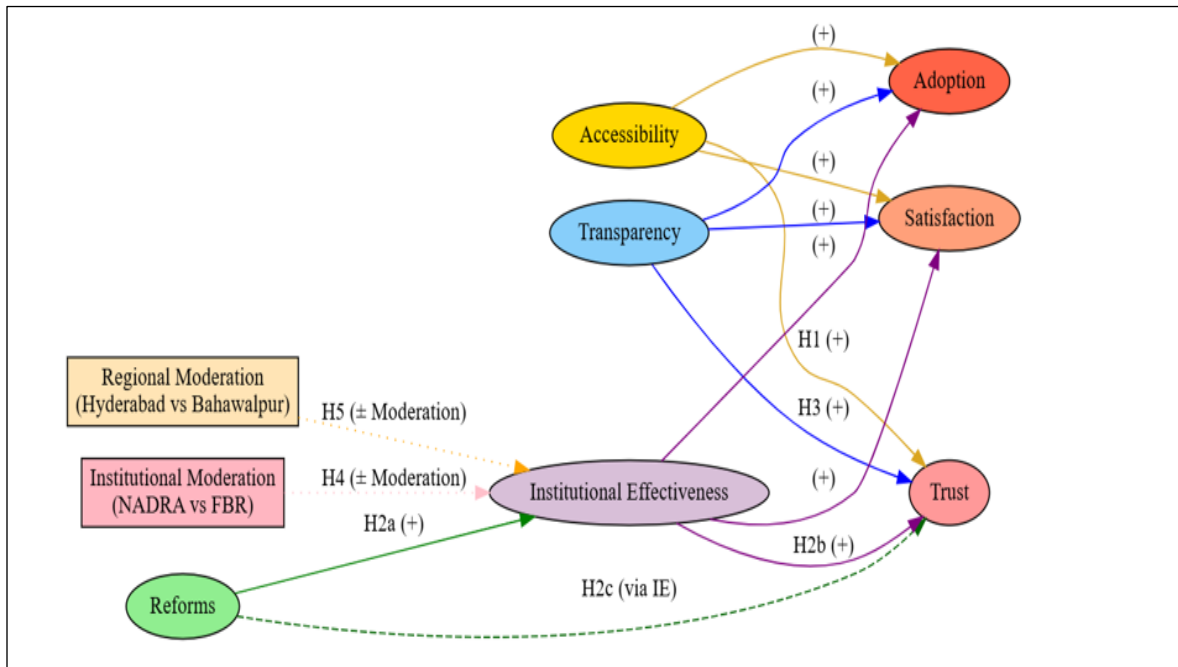 (+)
Adoption
(+)
Accessibility
(+)
(+)
Satisfaction
Transparency
(+)
H1 (+)
Regional Moderation
(Hyderabad vs Bahawalpur)
H5 (± Moderation)
H3 (+)
Institutional Moderation
(NADRA vs FBR)
H4 (± Moderation)
Institutional Effectiveness
(+)
Trust
H2a (+)
H2b (+)
H2c (via IE)
Reforms